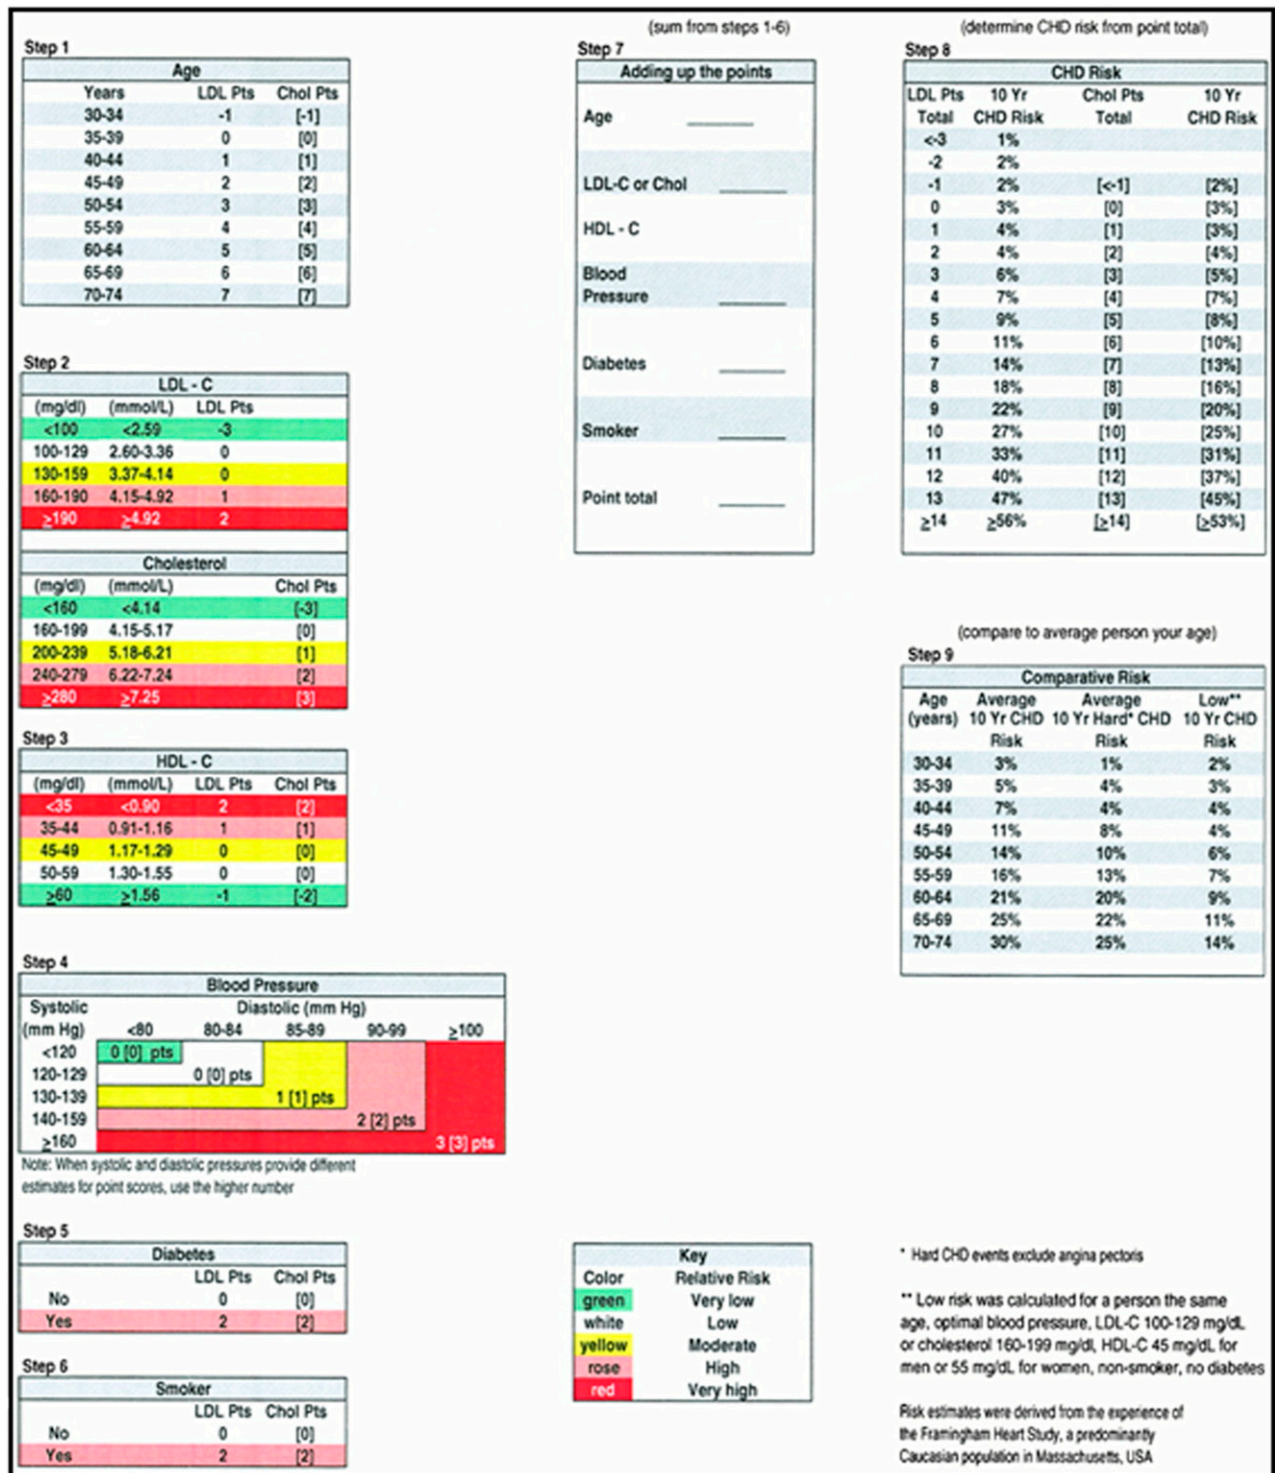 Step 1
Age
Years LDL Pts Chol Pts
30-34 -1 [-1]
35-39 0 [0]
40-44 1 [1]
45-49 2 [2]
50-54 3 [3]
55-59 4 [4]
60-64 5 [5]
65-69 6 [6]
70-74 7 [7]
Step 2
LDL - C
(mg/dl) (mmol/L) LDL Pts
<100 <2.59 -3
100-129 2.60-3.36 0
130-159 3.37-4.14 0
160-190 4.15-4.92 1
≥190 ≥4.92 2
Cholesterol
(mg/dl) (mmol/L) Chol Pts
<160 <4.14 [-3]
160-199 4.15-5.17 [0]
200-239 5.18-6.21 [1]
240-279 6.22-7.24 [2]
≥280 ≥7.25 [3]
Step 3
HDL - C
(mg/dl) (mmol/L) LDL Pts Chol Pts
<35 <0.90 2 [2]
35-44 0.91-1.16 1 [1]
45-49 1.17-1.29 0 [0]
50-59 1.30-1.55 0 [0]
≥60 ≥1.56 -1 [-2]
Step 4
Blood Pressure
Systolic Diastolic (mm Hg)
(mm Hg) <80 80-84 85-89 90-99 ≥100
<120 0 [0] pts
120-129 0 [0] pts
130-139 1 [1] pts
140-159 2 [2] pts
≥160 3 [3] pts
Note: When systolic and diastolic pressures provide different
estimates for point scores, use the higher number
Step 5
Diabetes
LDL Pts Chol Pts
No 0 [0]
Yes 2 [2]
Step 6
Smoker
LDL Pts Chol Pts
No 0 [0]
Yes 2 [2]
(sum from steps 1-6)
Step 7
Adding up the points
Age
LDL-C or Chol
HDL - C
Blood
Pressure
Diabetes
Smoker
Point total
Key
Color Relative Risk
green Very low
white Low
yellow Moderate
rose High
red Very high
(determine CHD risk from point total)
Step 8
CHD Risk
LDL Pts 10 Yr Chol Pts 10 Yr
Total CHD Risk Total CHD Risk
<-3 1%
-2 2%
-1 2% [<-1] [2%]
0 3% [0] [3%]
1 4% [1] [3%]
2 4% [2] [4%]
3 6% [3] [5%]
4 7% [4] [7%]
5 9% [5] [8%]
6 11% [6] [10%]
7 14% [7] [13%]
8 18% [8] [16%]
9 22% [9] [20%]
10 27% [10] [25%]
11 33% [11] [31%]
12 40% [12] [37%]
13 47% [13] [45%]
≥14 ≥56% [≥14] [≥53%]
(compare to average person your age)
Step 9
Comparative Risk
Age Average Average Low**
(years) 10 Yr CHD 10 Yr Hard* CHD 10 Yr CHD
Risk Risk Risk
30-34 3% 1% 2%
35-39 5% 4% 3%
40-44 7% 4% 4%
45-49 11% 8% 4%
50-54 14% 10% 6%
55-59 16% 13% 7%
60-64 21% 20% 9%
65-69 25% 22% 11%
70-74 30% 25% 14%
* Hard CHD events exclude angina pectoris
** Low risk was calculated for a person the same
age, optimal blood pressure, LDL-C 100-129 mg/dL
or cholesterol 160-199 mg/dl, HDL-C 45 mg/dL for
men or 55 mg/dL for women, non-smoker, no diabetes
Risk estimates were derived from the experience of
the Framingham Heart Study, a predominantly
Caucasian population in Massachusetts, USA